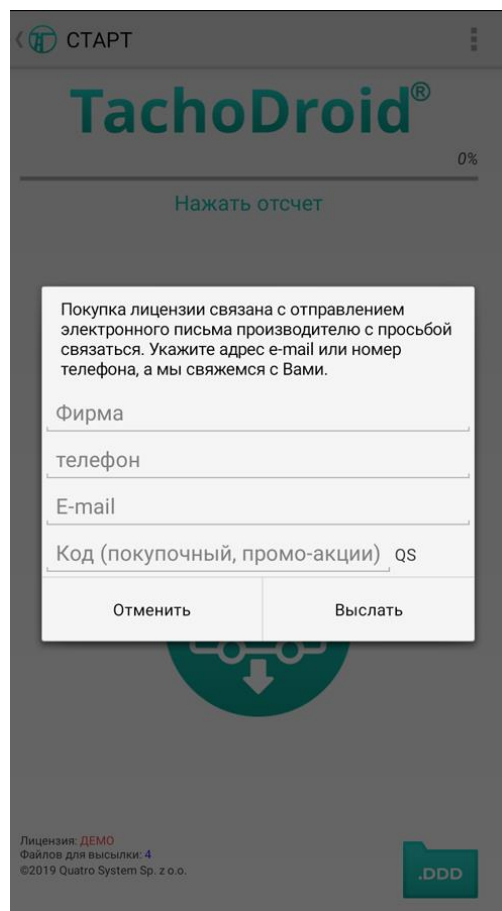 СТАРТ
TachoDroid®
0%
Нажать отсчет
Покупка лицензии связана с отправлением
электронного письма производителю с просьбой
связаться. Укажите адрес e-mail или номер
телефона, а мы свяжемся с Вами.
Фирма
телефон
E-mail
Код (покупочный, промо-акции) QS
Отменить Выслать
Лицензия: ДЕМО
Файлов для высылки: 4
©2019 Quatro System Sp. z o.o.
.DDD